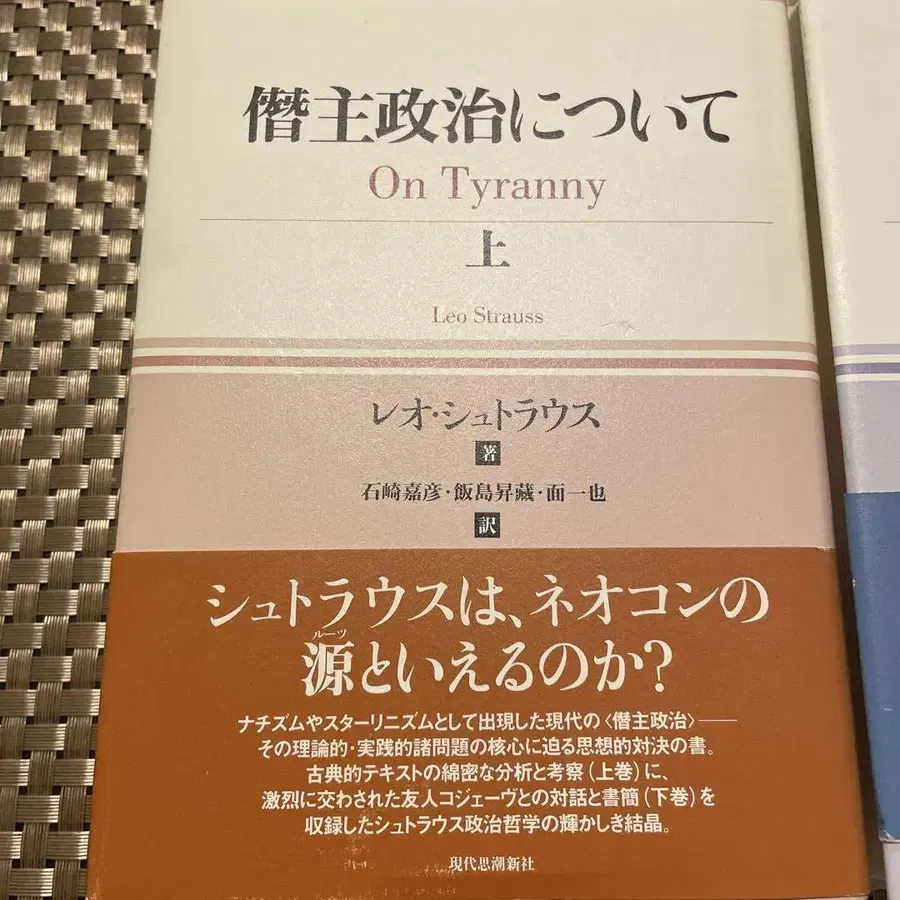 僭主政治について
On Tyranny
上
Leo Strauss
レオ・シュトラウス
著
石崎嘉彦・飯島昇藏・面一也
訳
シュトラウスは、ネオコンの
ルーツ
源といえるのか?
ナチズムやスターリニズムとして出現した現代の〈僭主政治〉――
その理論的・実践的諸問題の核心に迫る思想的対決の書。
古典的テキストの綿密な分析と考察(上巻)に、
激烈に交わされた友人コジェーヴとの対話と書簡(下巻)を
収録したシュトラウス政治哲学の輝かしき結晶。
現代思潮新社